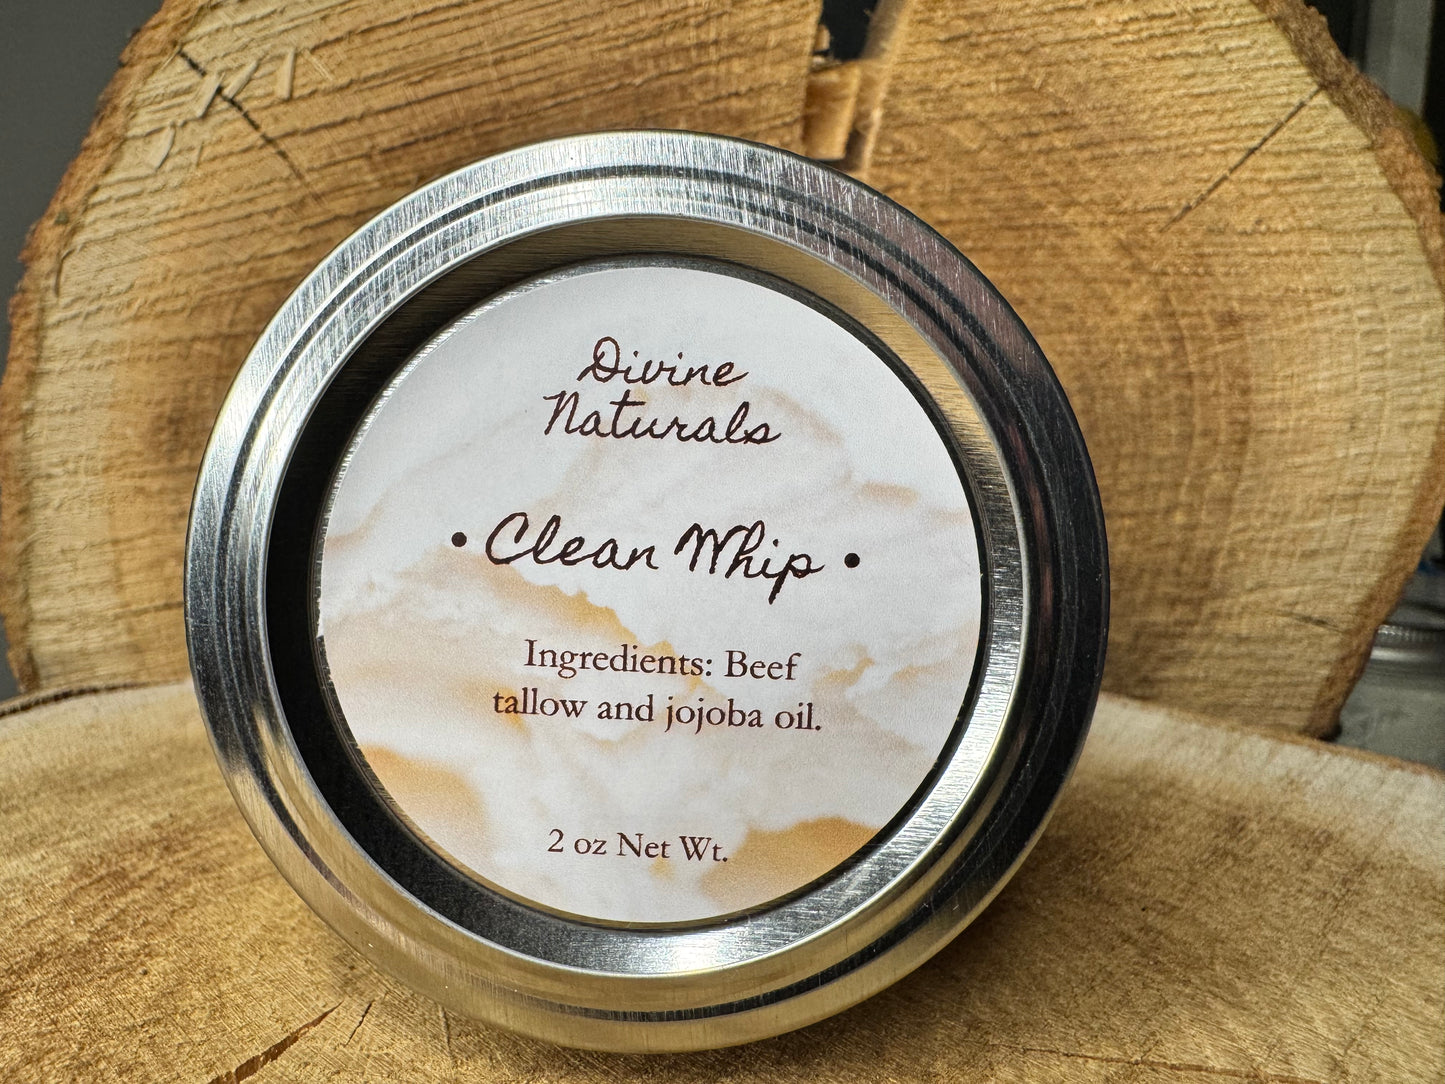 Divine
Naturals
• Clean Whip •
Ingredients: Beef
tallow and jojoba oil.
2 oz Net Wt.